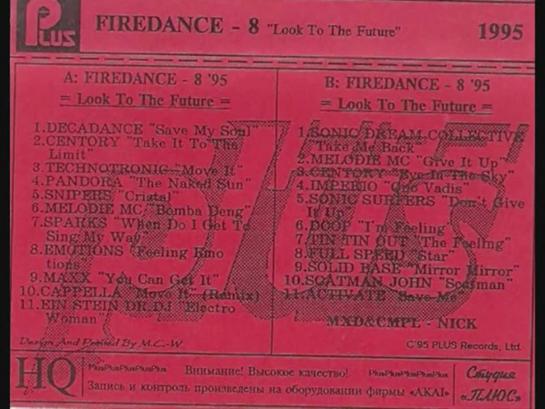 PLUS FIREDANCE - 8 "Look To The Future" 1995
A: FIREDANCE - 8 '95
= Look To The Future =
1.DECADANCE "Save My Soul"
2.CENTORY "Take It To The
Limit"
3.TECHNOTRONIC "Move It"
4.PANDORA "The Naked Sun"
5.SNIPERS "Cristal"
6.MELODIE MC "Bomba Deng"
7.SPARKS "When Do I Get To
Sing My Way"
8.EMOTIONS "Feeling Emo
tions"
9.MAXX "You Can Get It"
10.CAPPELLA "Move It" (Remix)
11.EIN STEIN DR.DJ "Electro
Woman"
Design And Printed By M.C.-W.
B: FIREDANCE - 8 '95
= Look To The Future =
1.SONIC DREAM COLLECTIVE
"Take Me Back"
2.MELODIE MC "Give It Up"
3.CENTORY "Eye In The Sky"
4.IMPERIO "Quo Vadis"
5.SONIC SURFERS "Don't Give
It Up"
6.DOOP "I'm Feeling"
7.TIN TIN OUT "The Feeling"
8.FULL SPEED "Star"
9.SOLID BASE "Mirror Mirror"
10.SCATMAN JOHN "Scatman"
11.ACTIVATE "Save Me"
MXD&CMPL - NICK
C'95 PLUS Records, Ltd.
HQ
PlusPlusPlusPlusPlus Внимание! Высокое качество! PlusPlusPlusPlusPlus
Запись и контроль произведены на оборудовании фирмы «AKAI»
Студия
«ПЛЮС»